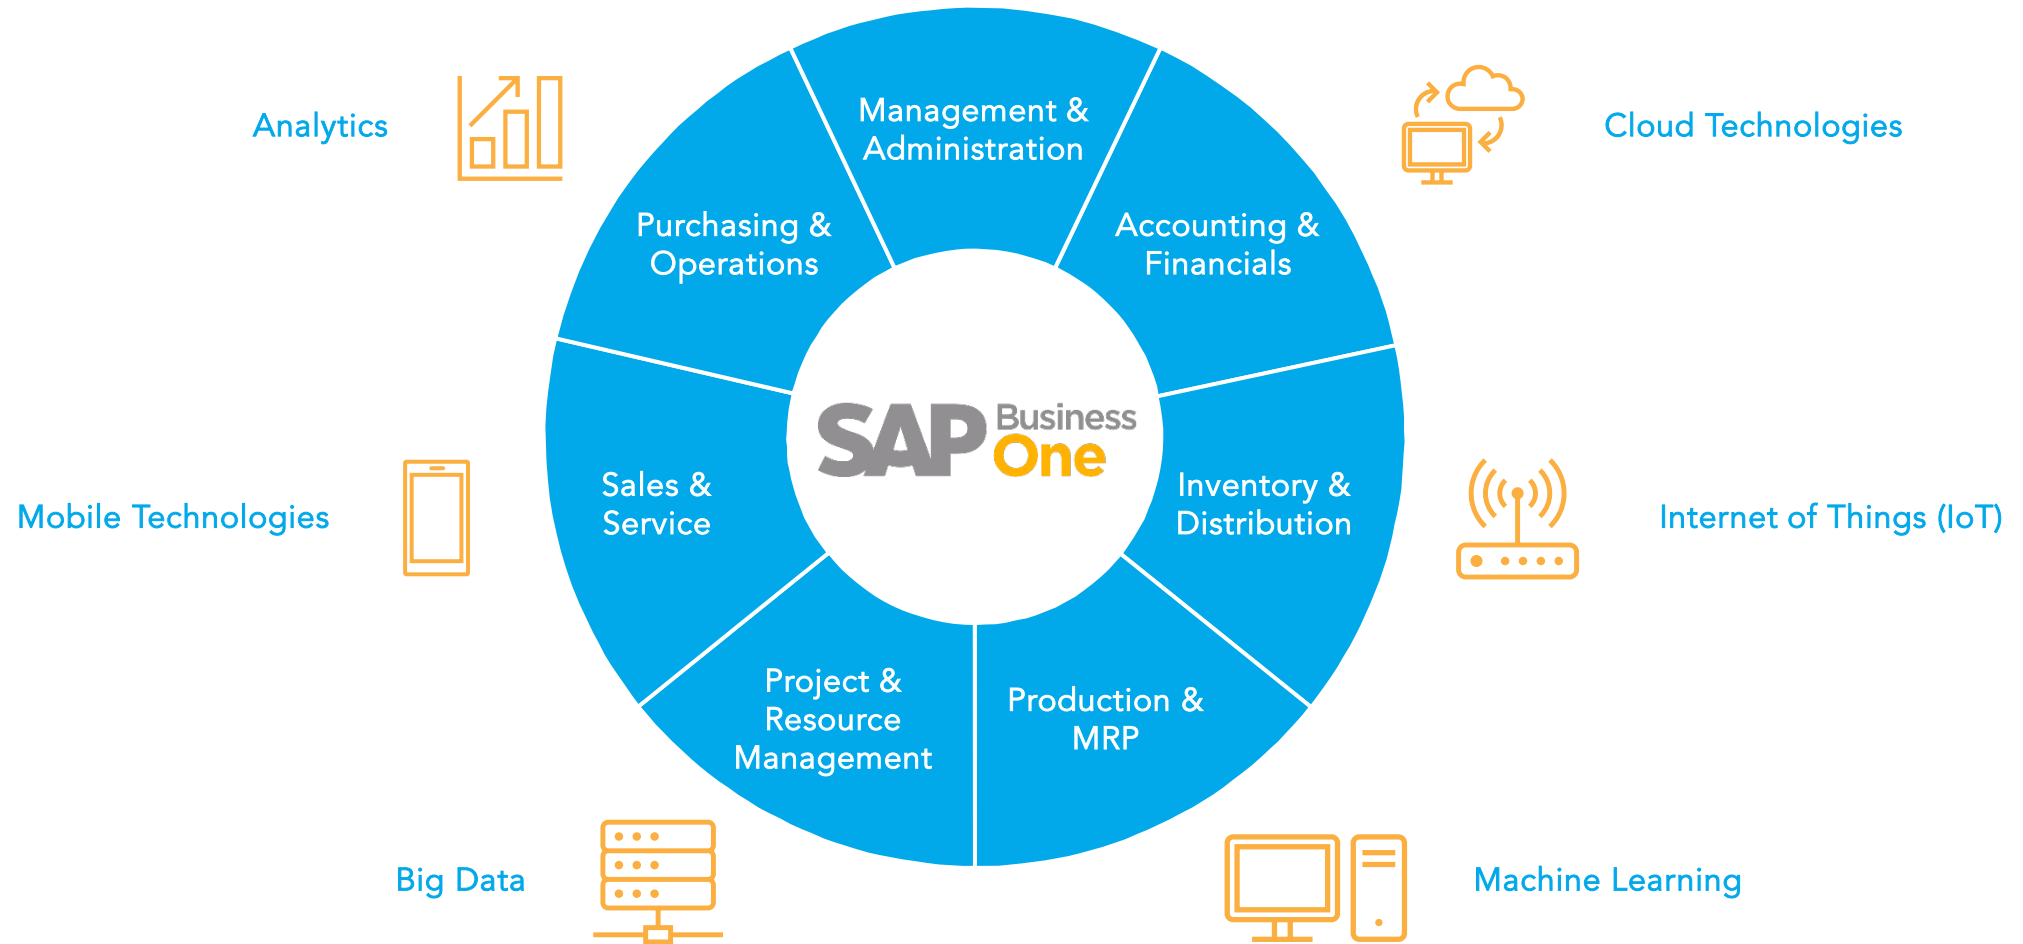 Management &
Administration
Analytics
Cloud Technologies
Purchasing &
Operations
Accounting &
Financials
SAP Business
One
Sales &
Service
Inventory &
Distribution
Mobile Technologies
Internet of Things (IoT)
Project &
Resource
Management
Production &
MRP
Big Data
Machine Learning